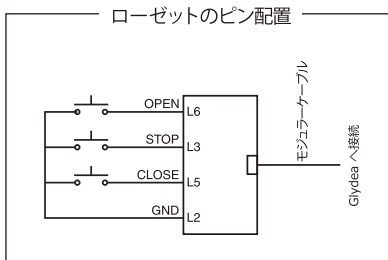 ローゼットのピン配置
OPEN L6
STOP L3
CLOSE L5
GND L2
モジュラーケーブル
Glydea へ接続